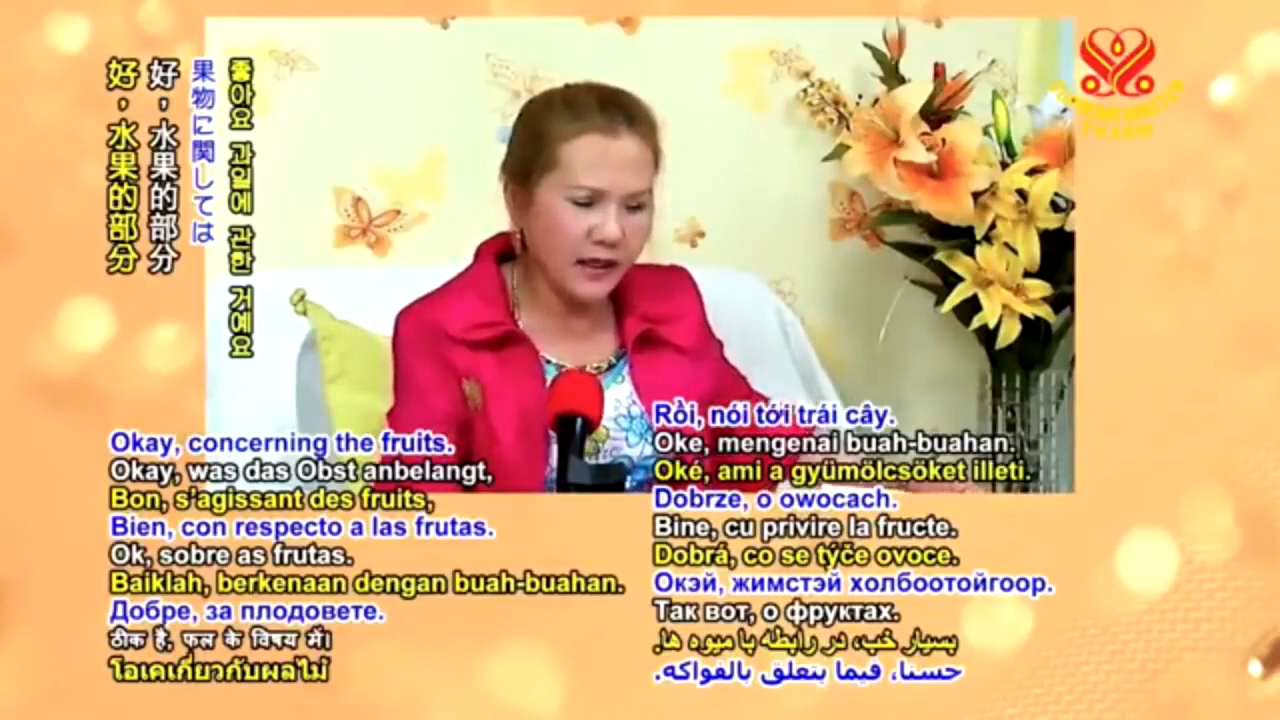 好，水果的部分
好，水果的部分
果物に関しては
좋아요 과일에 관한 거예요
Okay, concerning the fruits.
Okay, was das Obst anbelangt,
Bon, s'agissant des fruits,
Bien, con respecto a las frutas.
Ok, sobre as frutas.
Baiklah, berkenaan dengan buah-buahan.
Добре, за плодовете.
ठीक है, फल के विषय में।
โอเคเกี่ยวกับผลไม้
Rồi, nói tới trái cây.
Oke, mengenai buah-buahan.
Oké, ami a gyümölcsöket illeti.
Dobrze, o owocach.
Bine, cu privire la fructe.
Dobrá, co se týče ovoce.
Окэй, жимстэй холбоотойгоор.
Так вот, о фруктах.
بسیار خب، در رابطه با میوه ها.
حسنا، فيما يتعلق بالفواكه.